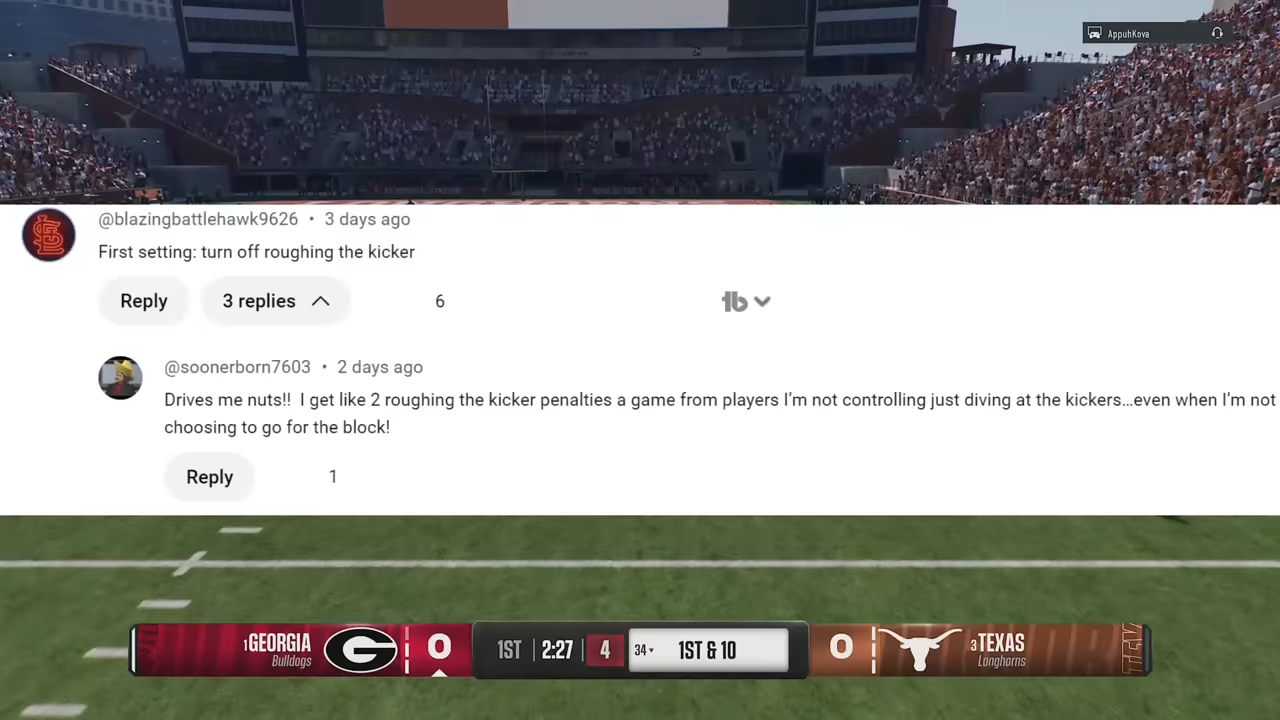 AppuhKova
@blazingbattlehawk9626 • 3 days ago
First setting: turn off roughing the kicker
Reply 3 replies 6
@soonerborn7603 • 2 days ago
Drives me nuts!! I get like 2 roughing the kicker penalties a game from players I'm not controlling just diving at the kickers…even when I'm not
choosing to go for the block!
Reply 1
1 GEORGIA Bulldogs G 0 1ST 2:27 4 34 1ST & 10 0 3 TEXAS Longhorns